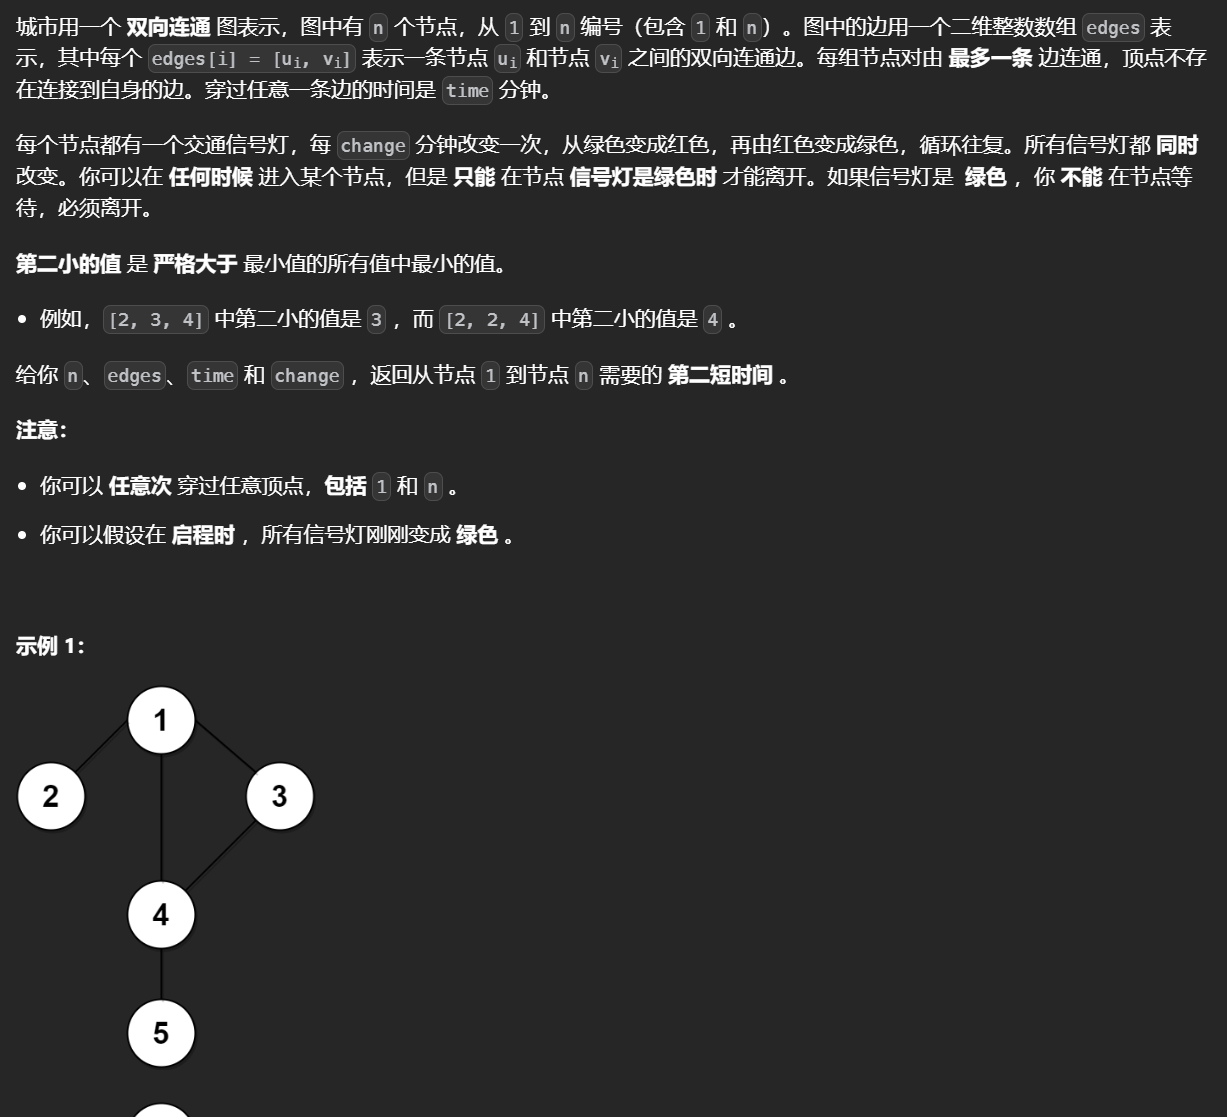 城市用一个 双向连通 图表示，图中有 n 个节点，从 1 到 n 编号（包含 1 和 n）。图中的边用一个二维整数数组 edges 表
示，其中每个 edges[i] = [ui, vi] 表示一条节点 ui 和节点 vi 之间的双向连通边。每组节点对由 最多一条 边连通，顶点不存
在连接到自身的边。穿过任意一条边的时间是 time 分钟。
每个节点都有一个交通信号灯，每 change 分钟改变一次，从绿色变成红色，再由红色变成绿色，循环往复。所有信号灯都 同时
改变。你可以在 任何时候 进入某个节点，但是 只能 在节点 信号灯是绿色时 才能离开。如果信号灯是 绿色 ，你 不能 在节点等
待，必须离开。
第二小的值 是 严格大于 最小值的所有值中最小的值。
• 例如，[2, 3, 4] 中第二小的值是 3 ，而 [2, 2, 4] 中第二小的值是 4 。
给你 n、edges、time 和 change ，返回从节点 1 到节点 n 需要的 第二短时间 。
注意：
• 你可以 任意次 穿过任意顶点，包括 1 和 n 。
• 你可以假设在 启程时 ，所有信号灯刚刚变成 绿色 。
示例 1：
1
2
3
4
5